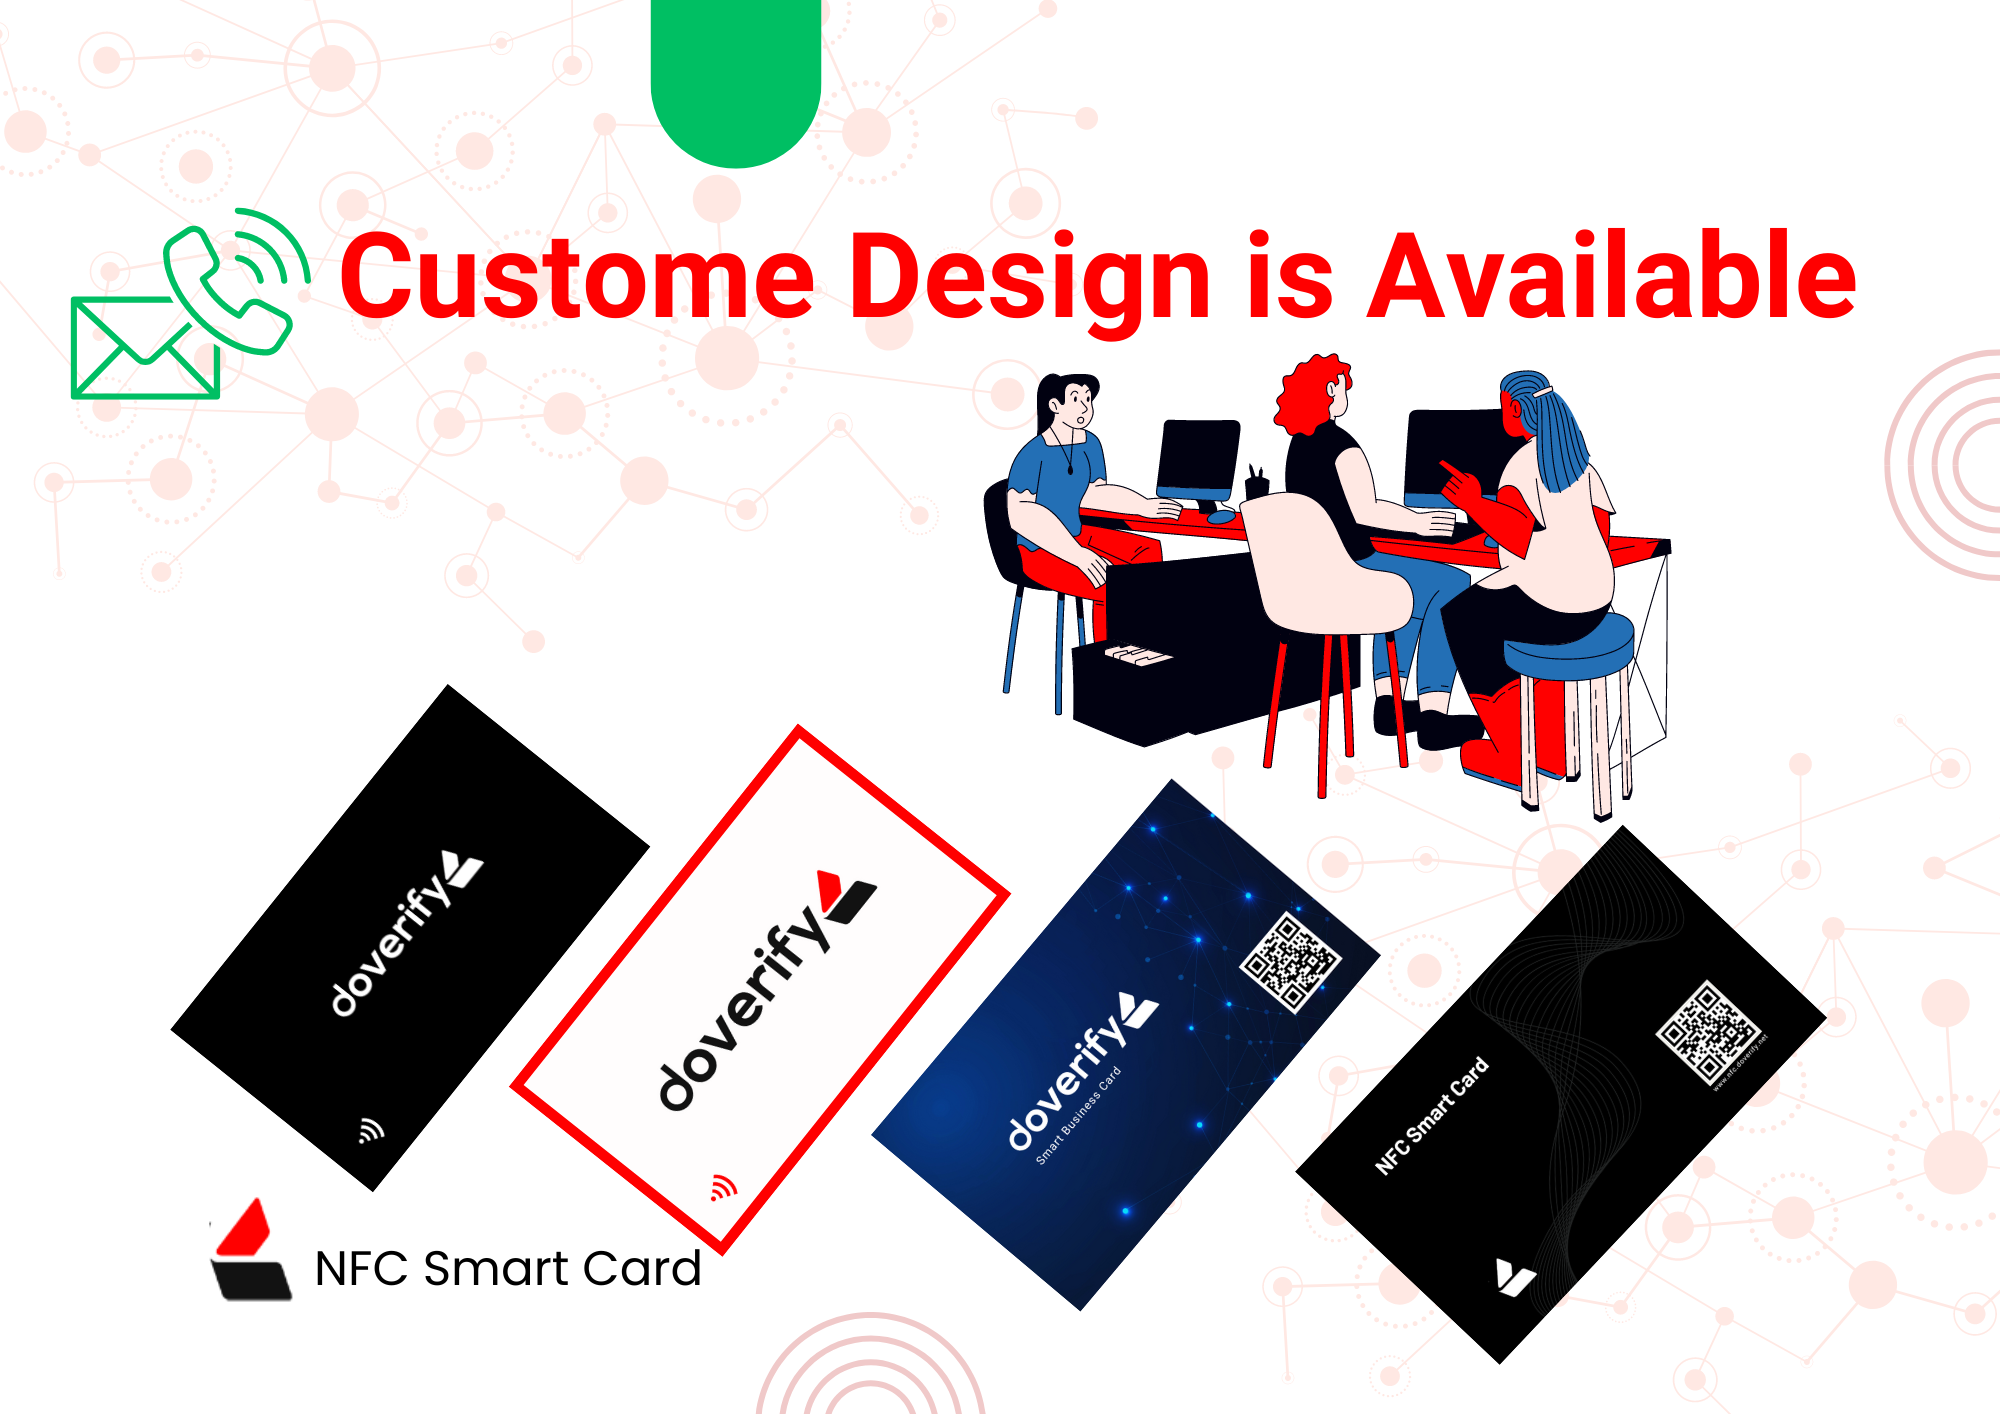 Custome Design is Available
doverify
doverify
doverify
Smart Business Card
NFC Smart Card
www.nfc.doverify.net
NFC Smart Card